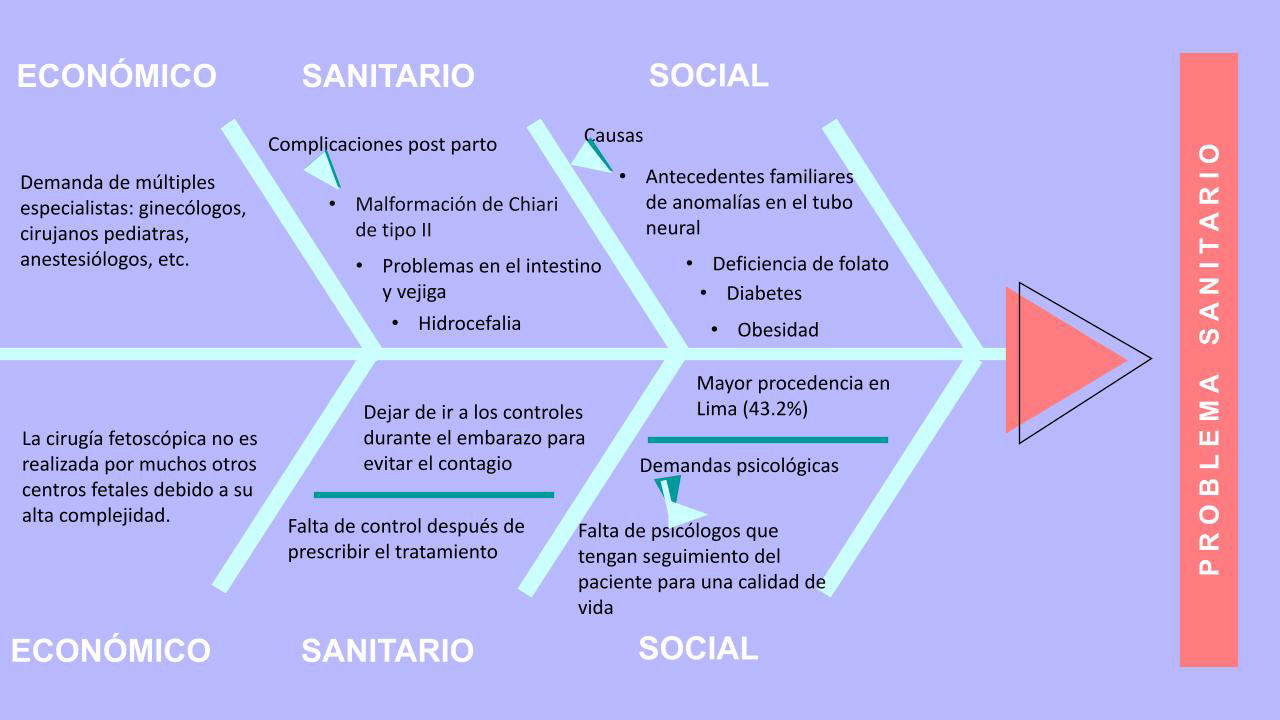 ECONÓMICO
SANITARIO
SOCIAL
Demanda de múltiples
especialistas: ginecólogos,
cirujanos pediatras,
anestesiólogos, etc.
Complicaciones post parto
• Malformación de Chiari
de tipo II
• Problemas en el intestino
y vejiga
• Hidrocefalia
Causas
• Antecedentes familiares
de anomalías en el tubo
neural
• Deficiencia de folato
• Diabetes
• Obesidad
La cirugía fetoscópica no es
realizada por muchos otros
centros fetales debido a su
alta complejidad.
Dejar de ir a los controles
durante el embarazo para
evitar el contagio
Falta de control después de
prescribir el tratamiento
Mayor procedencia en
Lima (43.2%)
Demandas psicológicas
Falta de psicólogos que
tengan seguimiento del
paciente para una calidad de
vida
ECONÓMICO
SANITARIO
SOCIAL
PROBLEMA SANITARIO